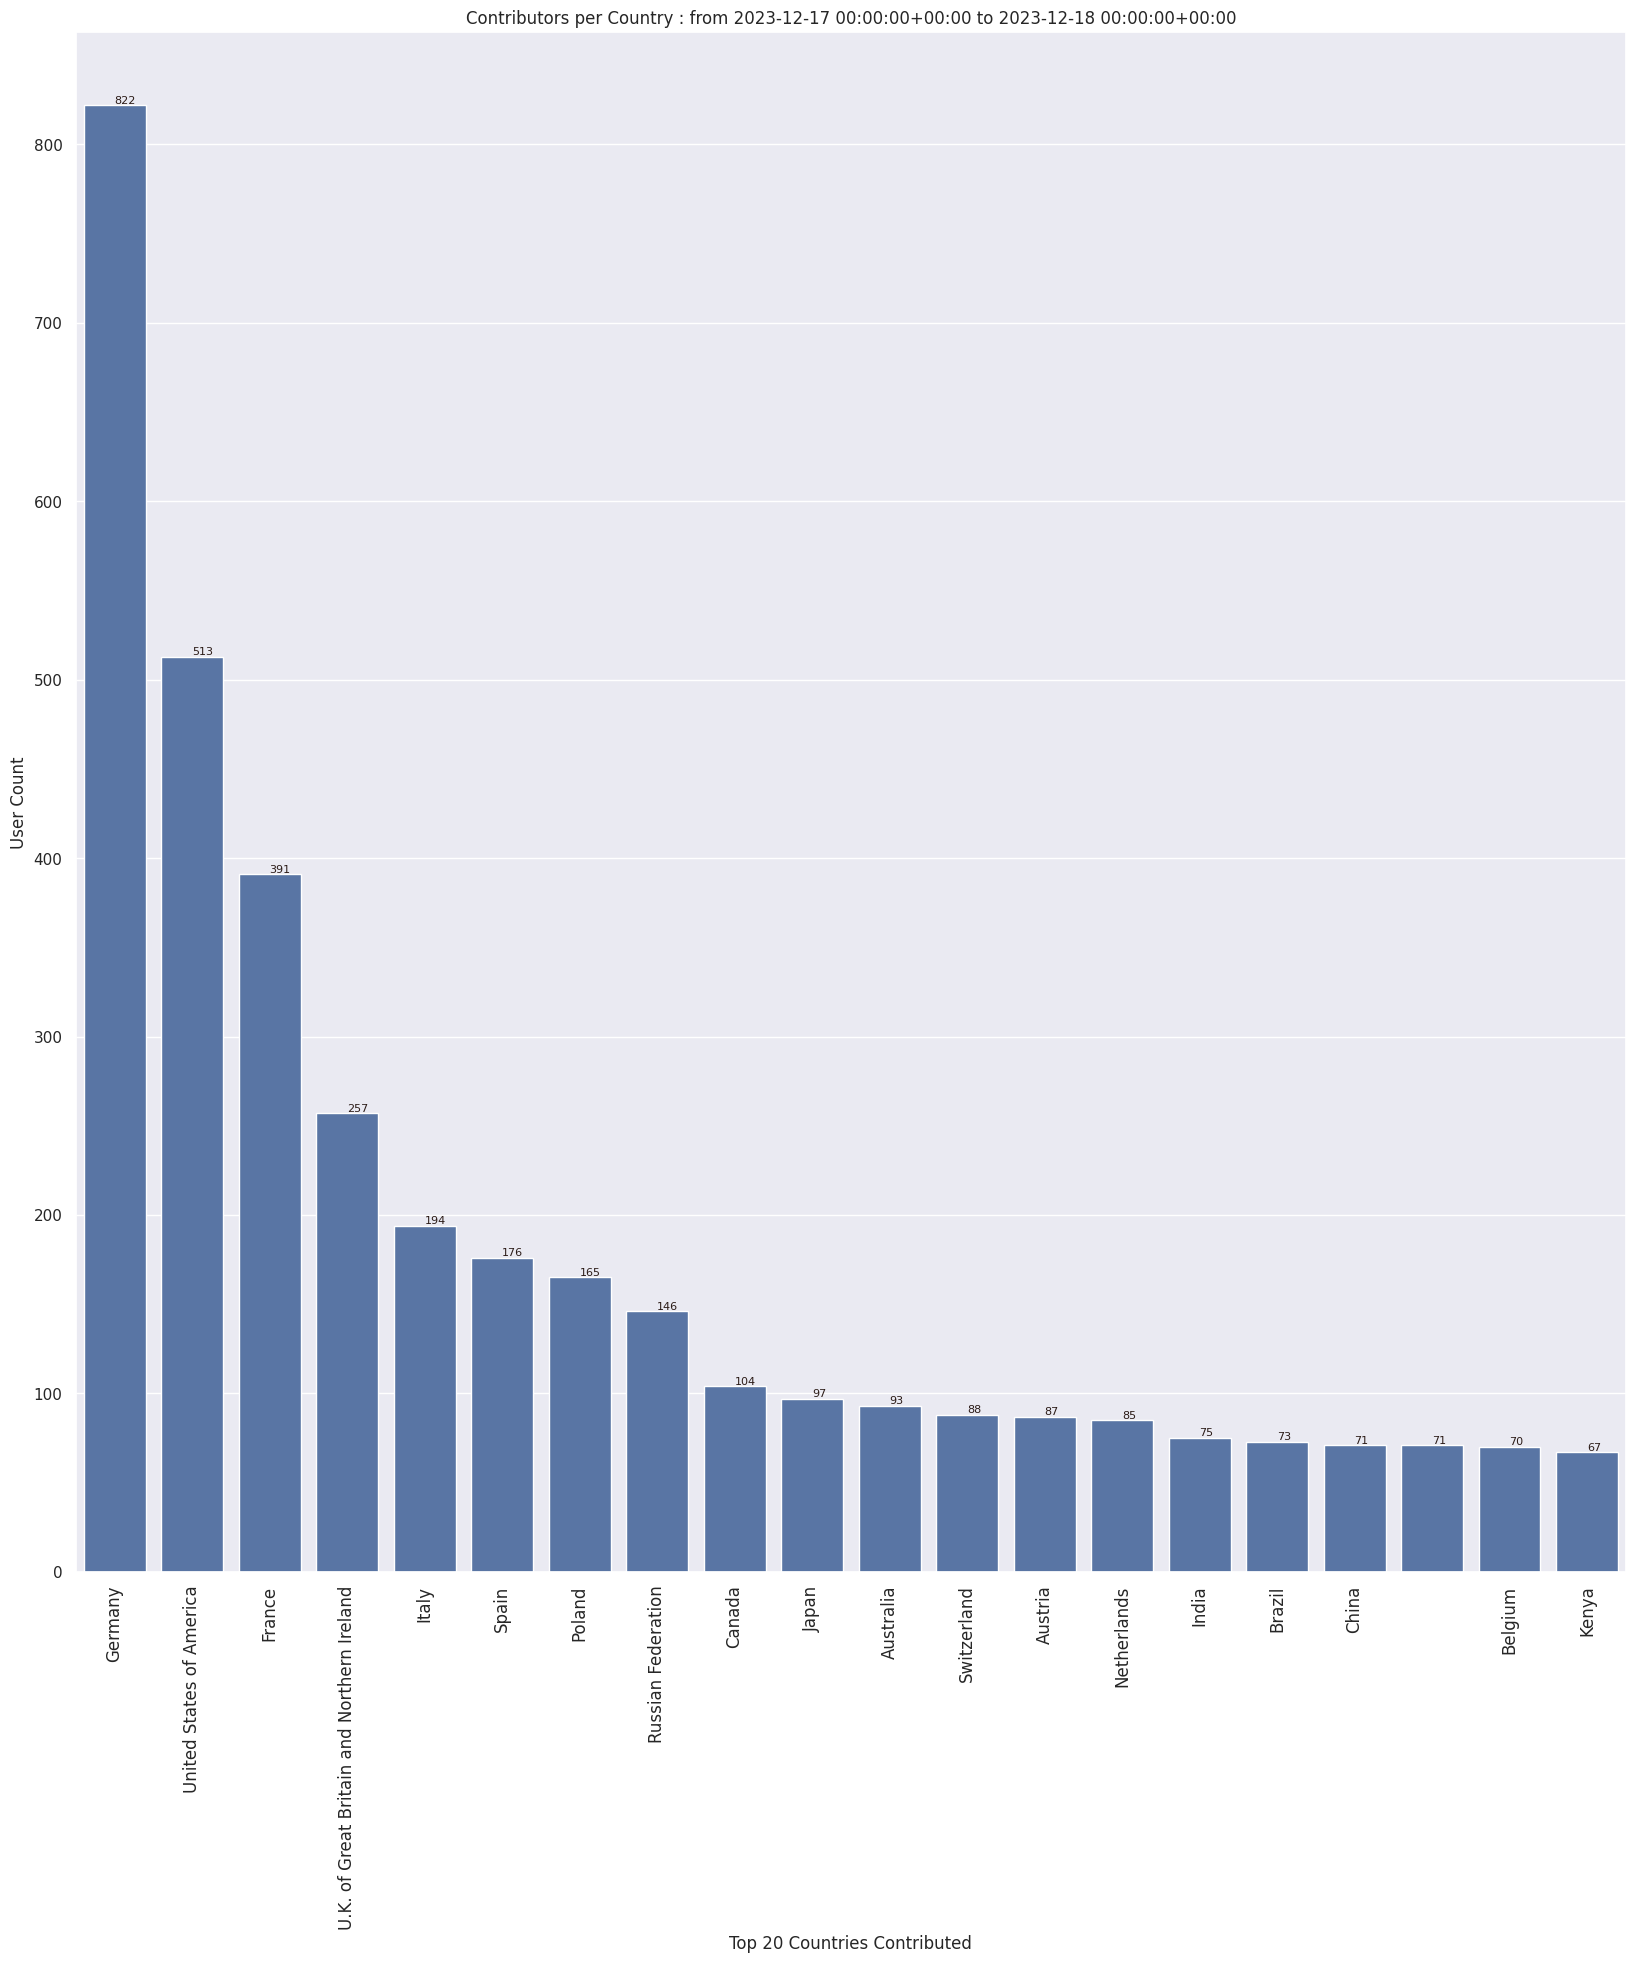 Contributors per Country : from 2023-12-17 00:00:00+00:00 to 2023-12-18 00:00:00+00:00
User Count
800
700
600
500
400
300
200
100
0
822
513
391
257
194
176
165
146
104
97
93
88
87
85
75
73
71
71
70
67
Germany
United States of America
France
U.K. of Great Britain and Northern Ireland
Italy
Spain
Poland
Russian Federation
Canada
Japan
Australia
Switzerland
Austria
Netherlands
India
Brazil
China
Belgium
Kenya
Top 20 Countries Contributed